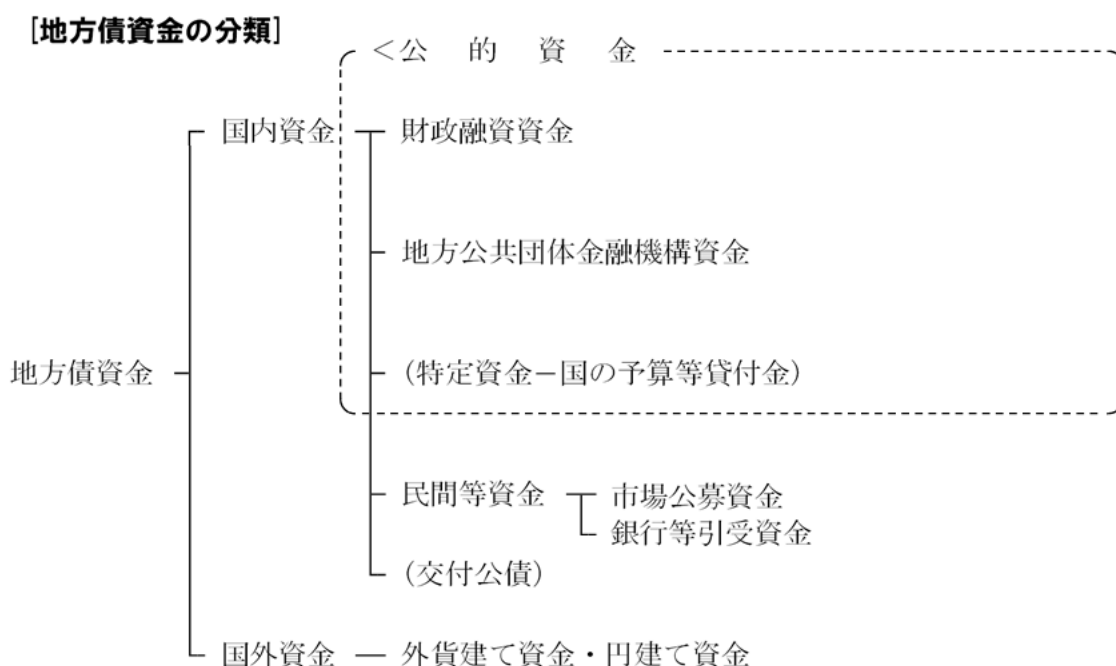 [地方債資金の分類]
<公的資金
国内資金
財政融資資金
地方公共団体金融機構資金
地方債資金
(特定資金−国の予算等貸付金)
民間等資金
市場公募資金
銀行等引受資金
(交付公債)
国外資金
外貨建て資金・円建て資金